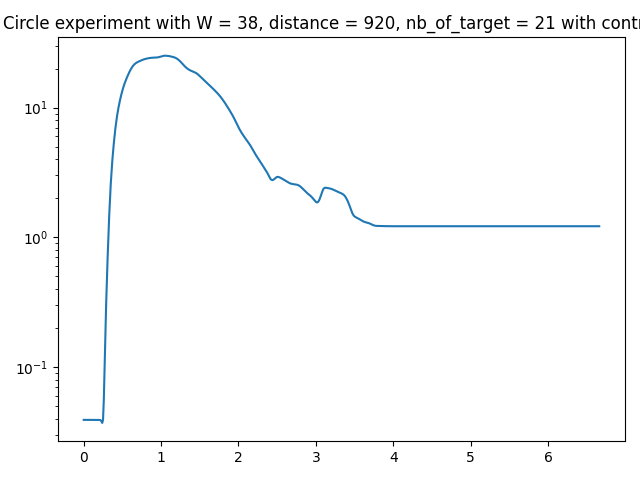 Circle experiment with W = 38, distance = 920, nb_of_target = 21 with
10¹
10⁰
10⁻¹
0 1 2 3 4 5 6